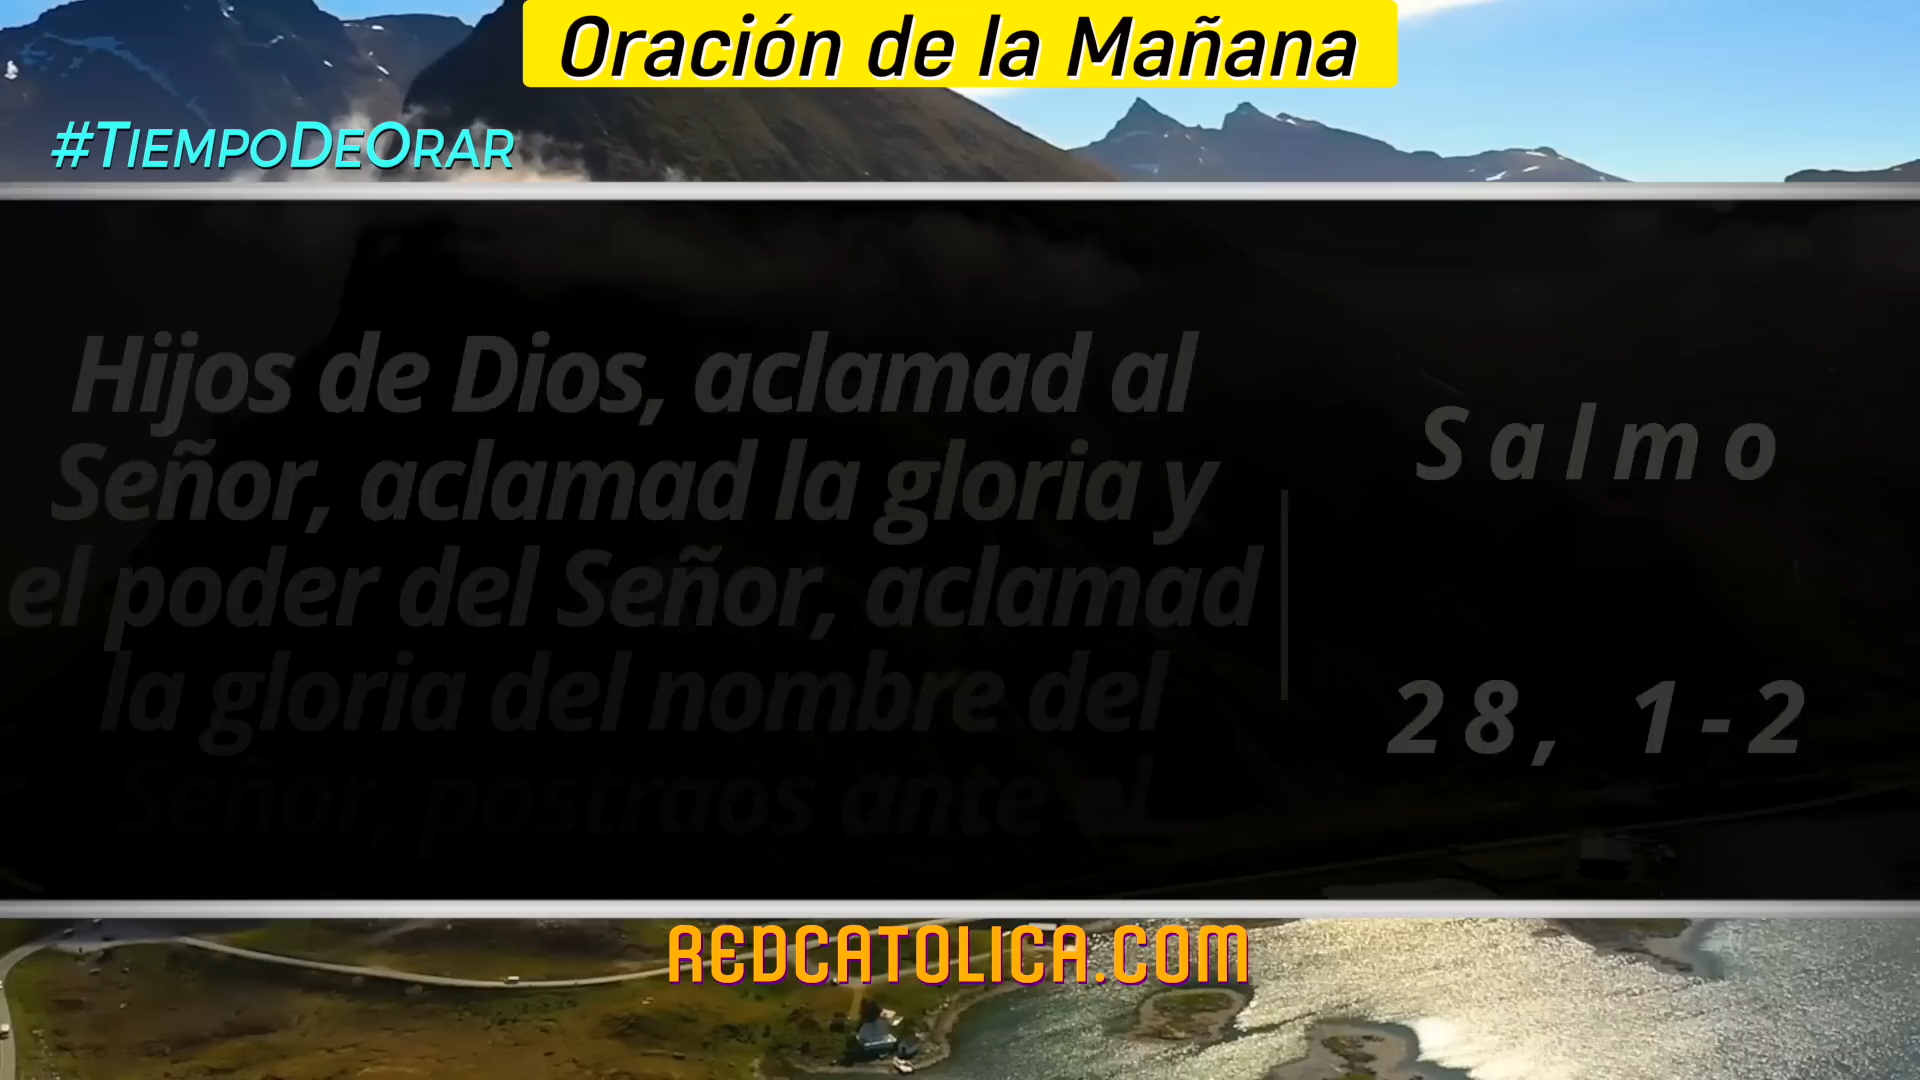 Oración de la Mañana
#TIEMPODEORAR
Hijos de Dios, aclamad al
Señor, aclamad la gloria y
el poder del Señor, aclamad
la gloria del nombre del
Señor, postraos ante el
Salmo
28, 1-2
REDCATOLICA.COM